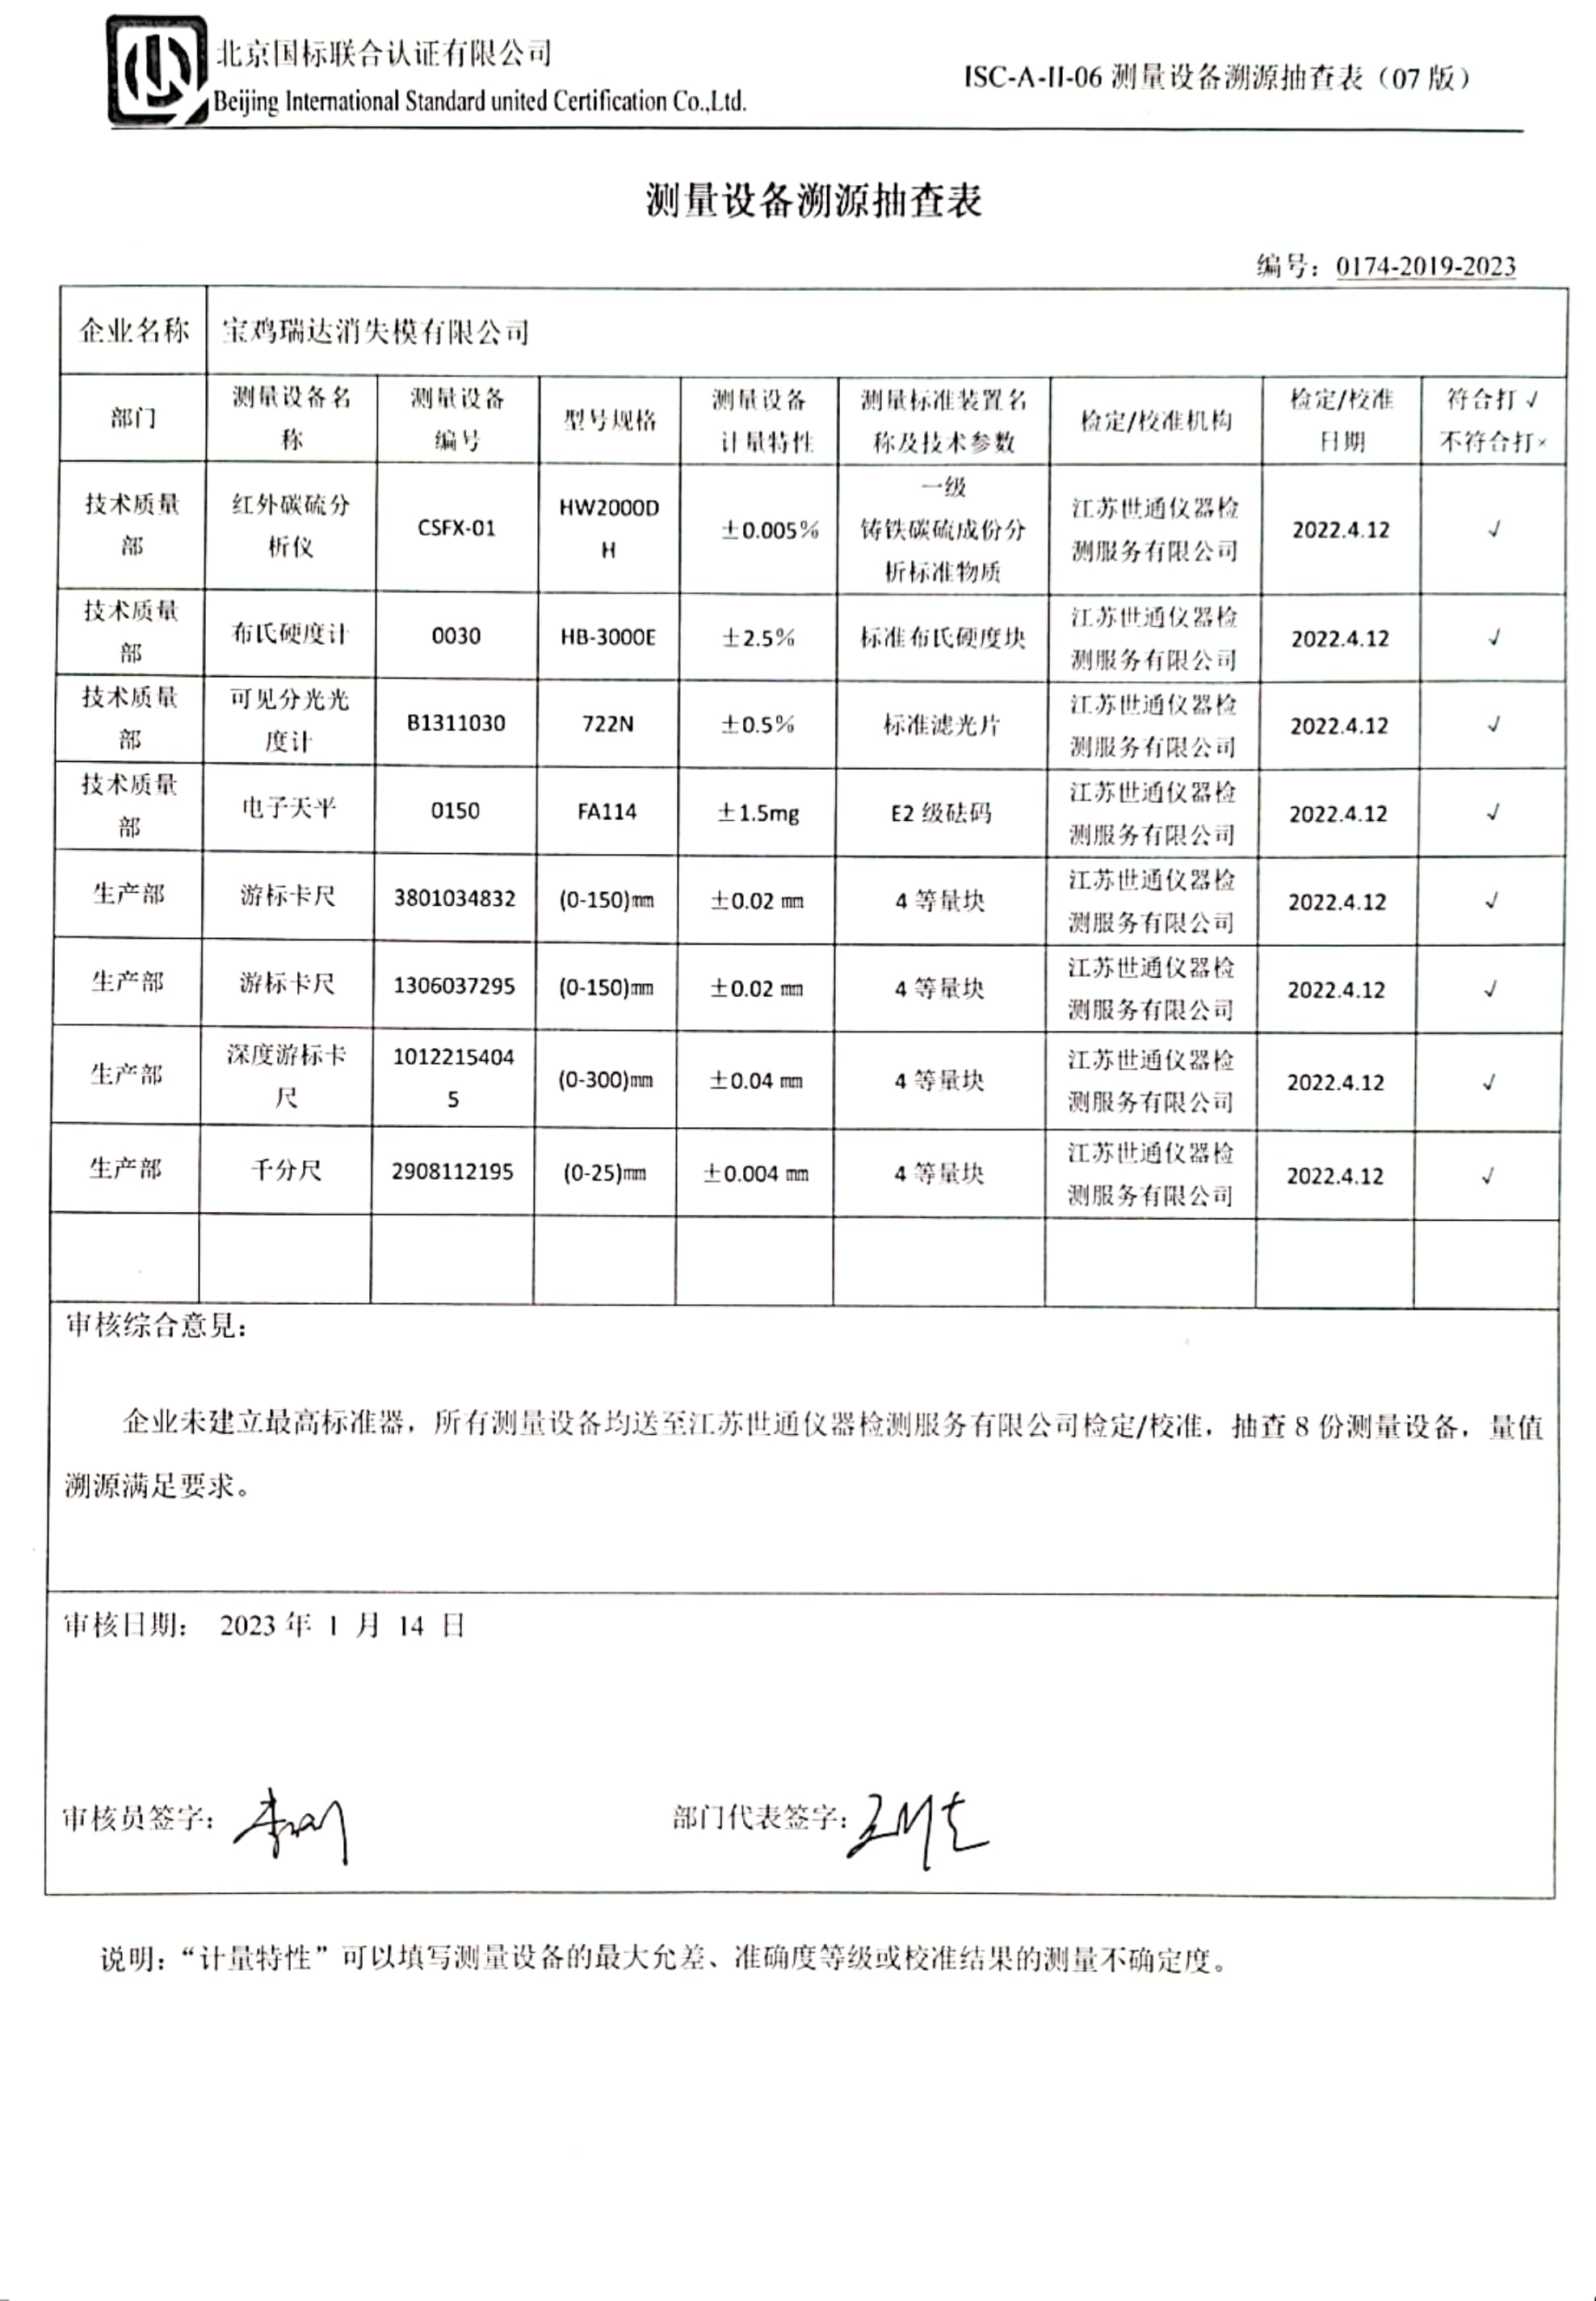 北京国标联合认证有限公司
Beijing International Standard united Certification Co.,Ltd.
ISC-A-II-06 测量设备溯源抽查表（07 版）
测量设备溯源抽查表
编号：0174-2019-2023
企业名称 宝鸡瑞达消失模有限公司
部门 测量设备名称 测量设备编号 型号规格 测量设备计量特性 测量标准装置名称及技术参数 检定/校准机构 检定/校准日期 符合打√不符合打×
技术质量部 红外碳硫分析仪 CSFX-01 HW2000DH ±0.005% 一级铸铁碳硫成份分析标准物质 江苏世通仪器检测服务有限公司 2022.4.12 √
技术质量部 布氏硬度计 0030 HB-3000E ±2.5% 标准布氏硬度块 江苏世通仪器检测服务有限公司 2022.4.12 √
技术质量部 可见分光光度计 B1311030 722N ±0.5% 标准滤光片 江苏世通仪器检测服务有限公司 2022.4.12 √
技术质量部 电子天平 0150 FA114 ±1.5mg E2 级砝码 江苏世通仪器检测服务有限公司 2022.4.12 √
生产部 游标卡尺 3801034832 (0-150)mm ±0.02 mm 4 等量块 江苏世通仪器检测服务有限公司 2022.4.12 √
生产部 游标卡尺 1306037295 (0-150)mm ±0.02 mm 4 等量块 江苏世通仪器检测服务有限公司 2022.4.12 √
生产部 深度游标卡尺 10122154045 (0-300)mm ±0.04 mm 4 等量块 江苏世通仪器检测服务有限公司 2022.4.12 √
生产部 千分尺 2908112195 (0-25)mm ±0.004 mm 4 等量块 江苏世通仪器检测服务有限公司 2022.4.12 √
审核综合意见：
企业未建立最高标准器，所有测量设备均送至江苏世通仪器检测服务有限公司检定/校准，抽查 8 份测量设备，量值
溯源满足要求。
审核日期： 2023 年 1 月 14 日
审核员签字： 部门代表签字：
说明：“计量特性”可以填写测量设备的最大允差、准确度等级或校准结果的测量不确定度。